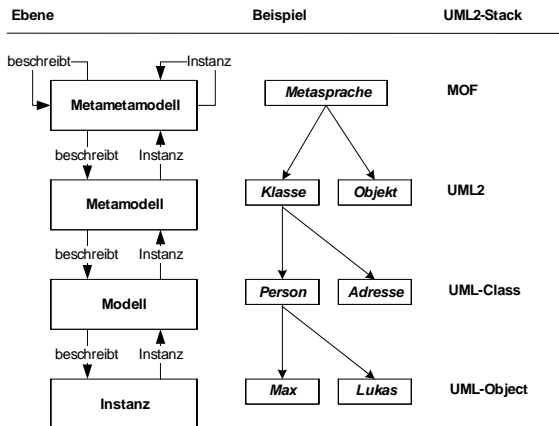 Ebene Beispiel UML2-Stack
beschreibt Instanz
Metametamodell Metasprache MOF
beschreibt Instanz
Metamodell Klasse Objekt UML2
beschreibt Instanz
Modell Person Adresse UML-Class
beschreibt Instanz
Instanz Max Lukas UML-Object